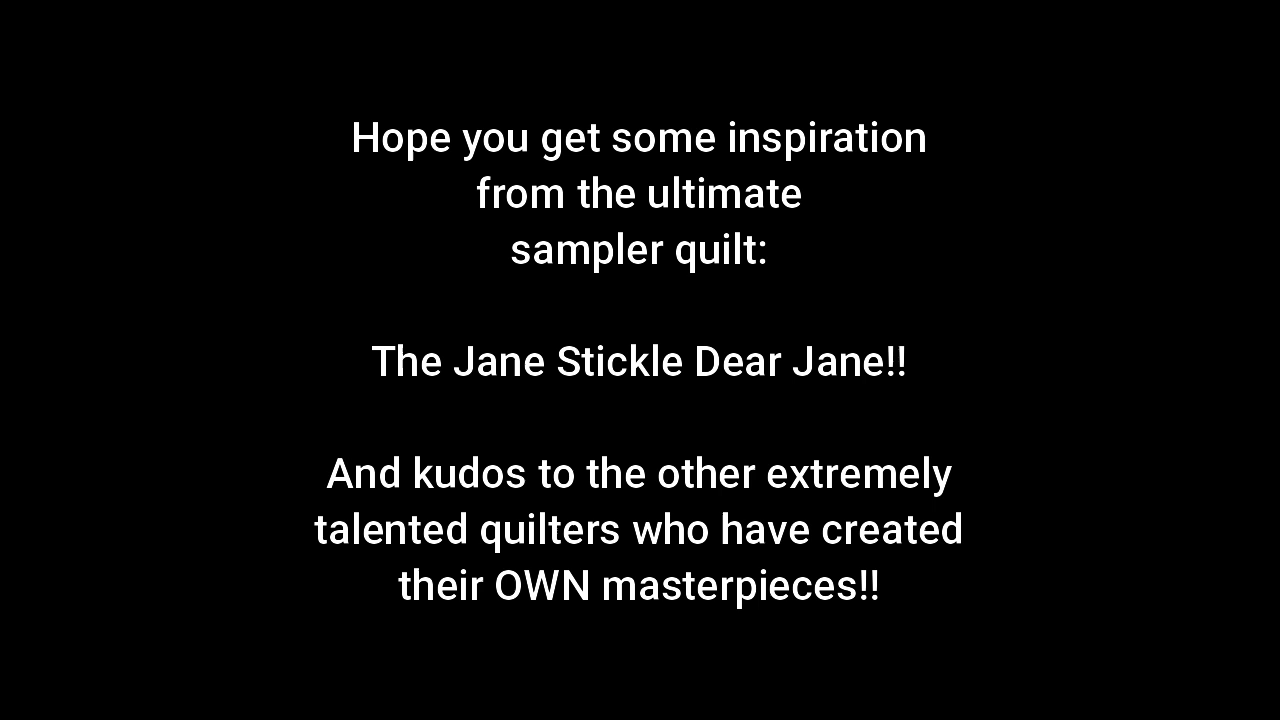 Hope you get some inspiration
from the ultimate
sampler quilt:
The Jane Stickle Dear Jane!!
And kudos to the other extremely
talented quilters who have created
their OWN masterpieces!!